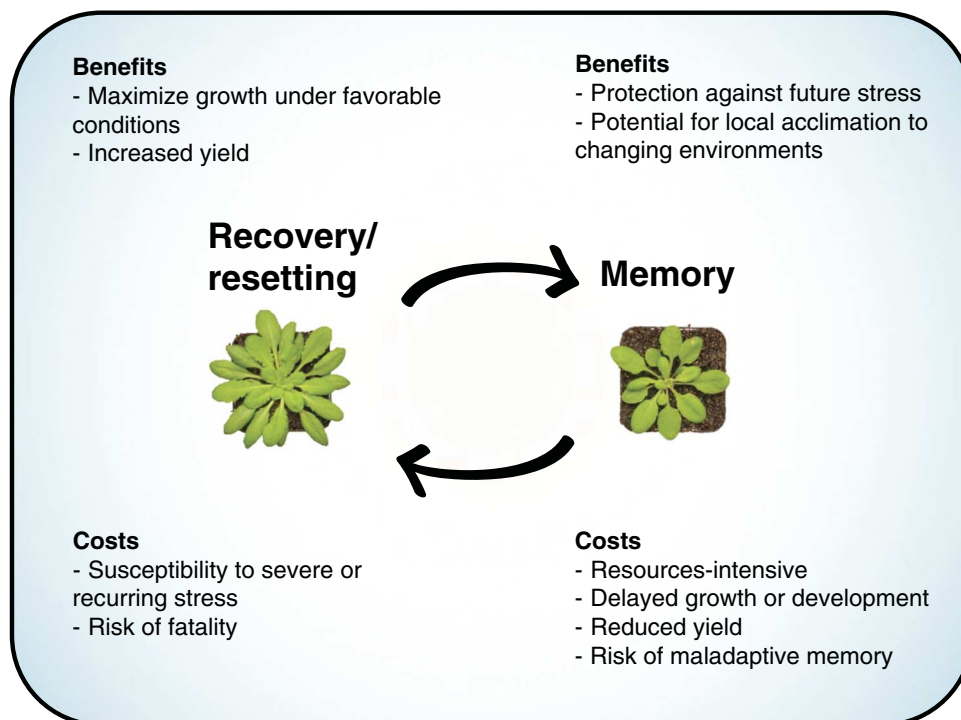 Benefits
- Maximize growth under favorable
conditions
- Increased yield
Benefits
- Protection against future stress
- Potential for local acclimation to
changing environments
Recovery/
resetting
Memory
Costs
- Susceptibility to severe or
recurring stress
- Risk of fatality
Costs
- Resources-intensive
- Delayed growth or development
- Reduced yield
- Risk of maladaptive memory